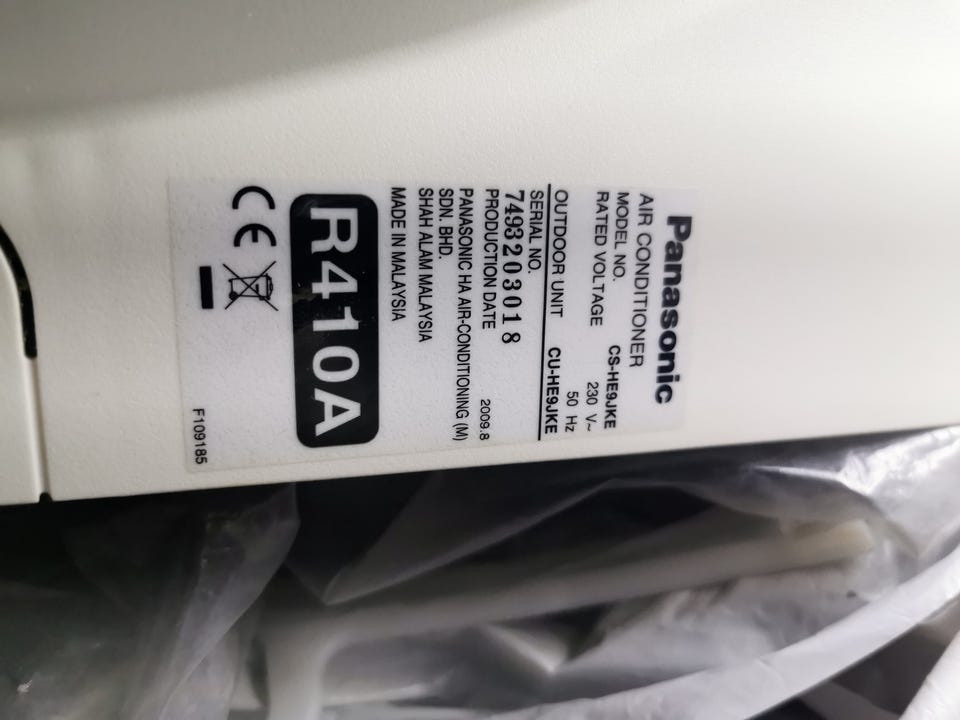 Panasonic
AIR CONDITIONER
MODEL NO. CS-HE9JKE
RATED VOLTAGE 230 V~
50 Hz
OUTDOOR UNIT CU-HE9JKE
SERIAL NO.
7493203018
PRODUCTION DATE 2009.8
PANASONIC HA AIR-CONDITIONING (M)
SDN. BHD.
SHAH ALAM MALAYSIA
MADE IN MALAYSIA
R410A
CE
F109185